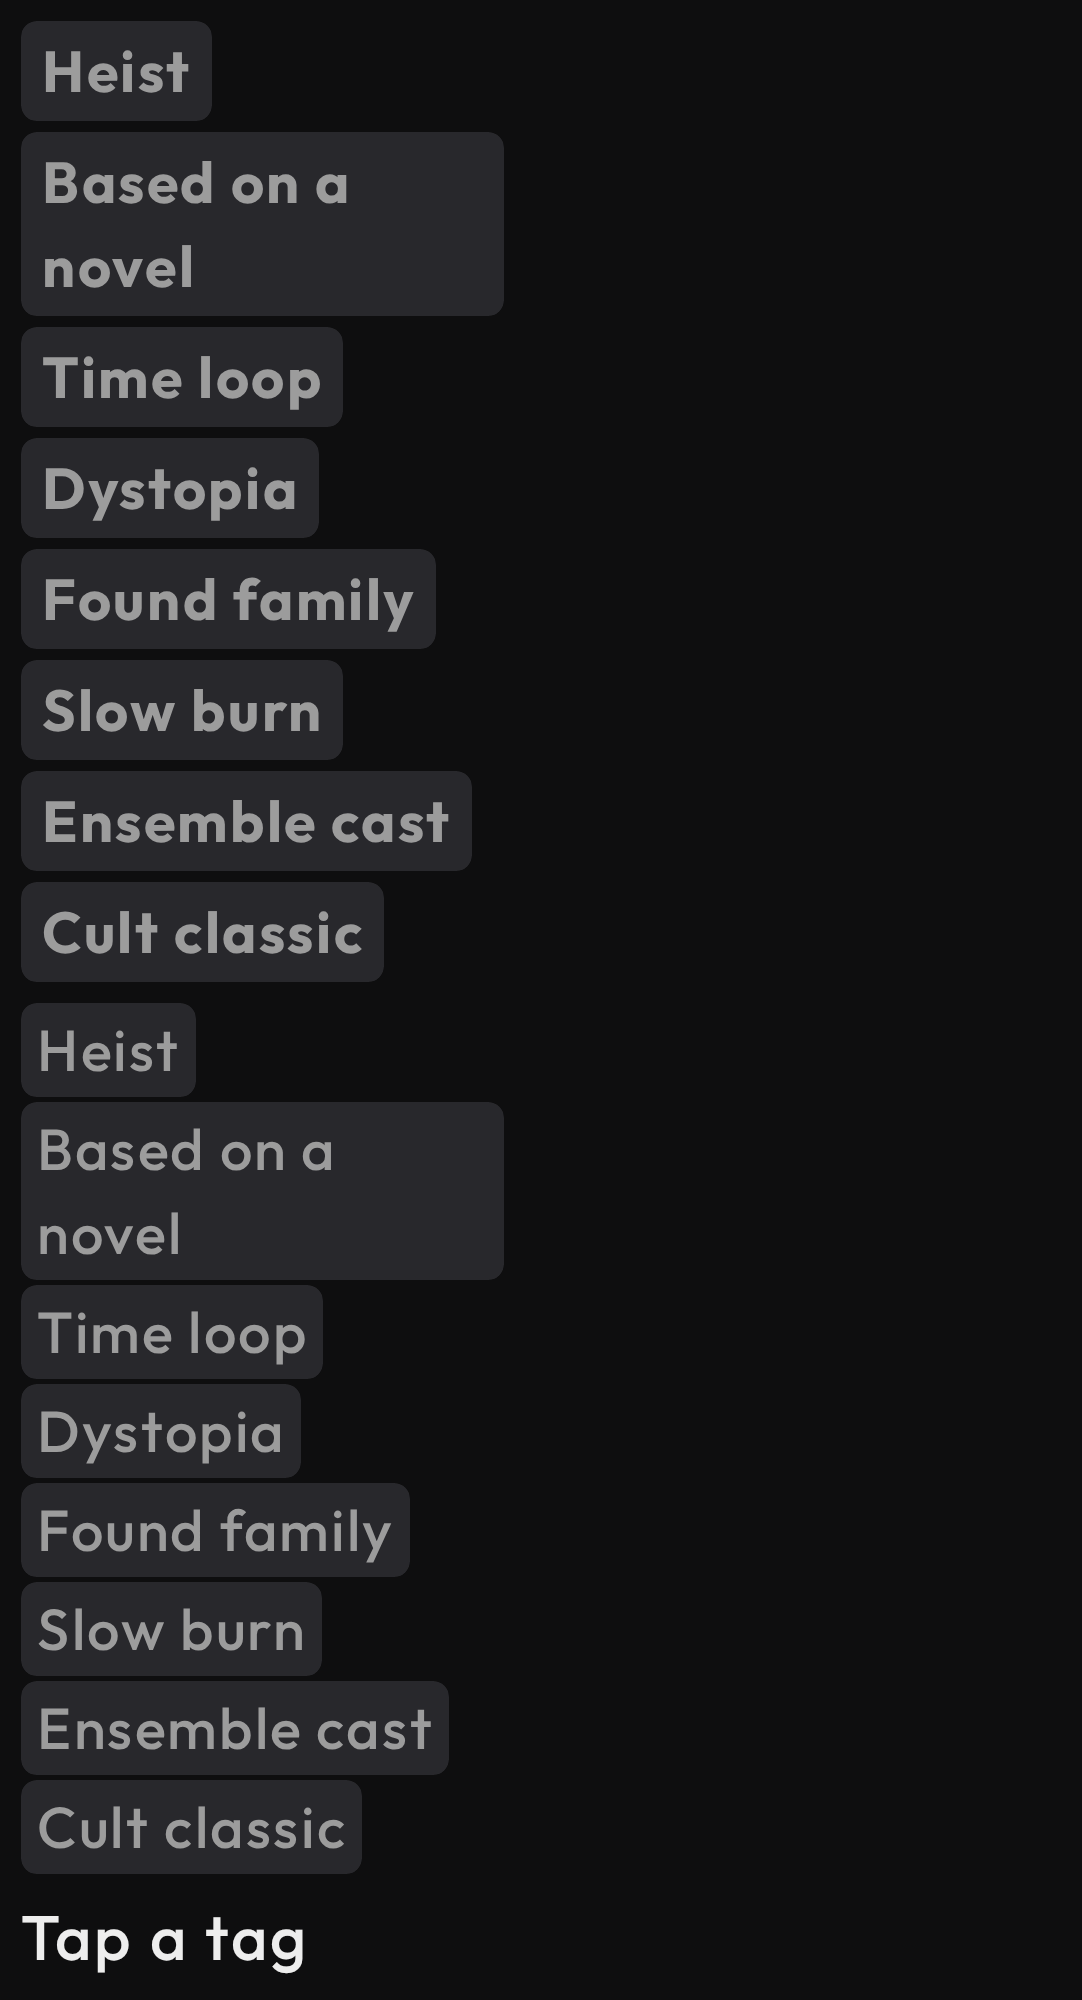 Heist
Based on a
novel
Time loop
Dystopia
Found family
Slow burn
Ensemble cast
Cult classic
Heist
Based on a
novel
Time loop
Dystopia
Found family
Slow burn
Ensemble cast
Cult classic
Tap a tag